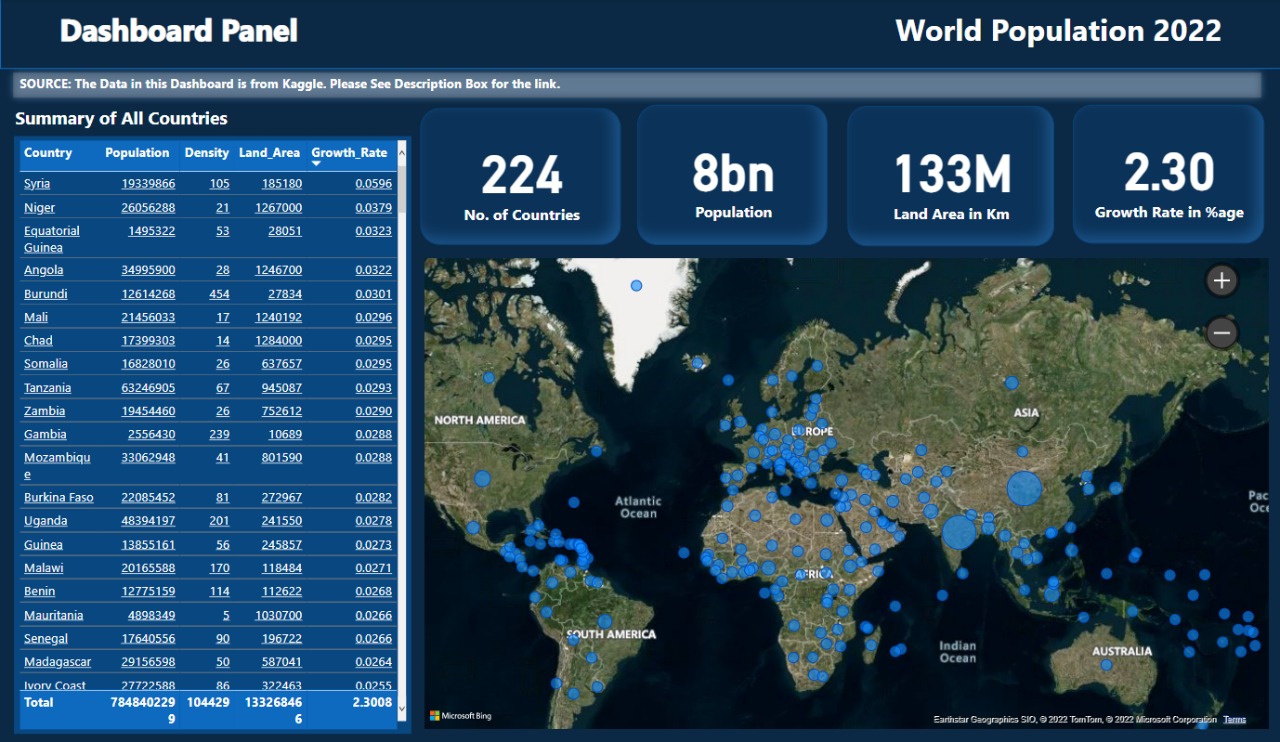 Dashboard Panel
World Population 2022
SOURCE: The Data in this Dashboard is from Kaggle. Please See Description Box for the link.
Summary of All Countries
Country Population Density Land_Area Growth_Rate
Syria 19339866 105 185180 0.0596
Niger 26056288 21 1267000 0.0379
Equatorial 1495322 53 28051 0.0323
Guinea
Angola 34995900 28 1246700 0.0322
Burundi 12614268 454 27834 0.0301
Mali 21456033 17 1240192 0.0296
Chad 17399303 14 1284000 0.0295
Somalia 16828010 26 637657 0.0295
Tanzania 63246905 67 945087 0.0293
Zambia 19454460 26 752612 0.0290
Gambia 2556430 239 10689 0.0288
Mozambiqu 33062948 41 801590 0.0288
e
Burkina Faso 22085452 81 272967 0.0282
Uganda 48394197 201 241550 0.0278
Guinea 13855161 56 245857 0.0273
Malawi 20165588 170 118484 0.0271
Benin 12775159 114 112622 0.0268
Mauritania 4898349 5 1030700 0.0266
Senegal 17640556 90 196722 0.0266
Madagascar 29156598 50 587041 0.0264
Ivory Coast 27722588 86 322463 0.0255
Total 784840229 104429 13326846 2.3008
9 6
224
No. of Countries
8bn
Population
133M
Land Area in Km
2.30
Growth Rate in %age
+
−
NORTH AMERICA
EUROPE
ASIA
Atlantic
Ocean
Pac
Oce
AFRICA
SOUTH AMERICA
Indian
Ocean
AUSTRALIA
Microsoft Bing
Earthstar Geographics SIO, © 2022 TomTom, © 2022 Microsoft Corporation Terms